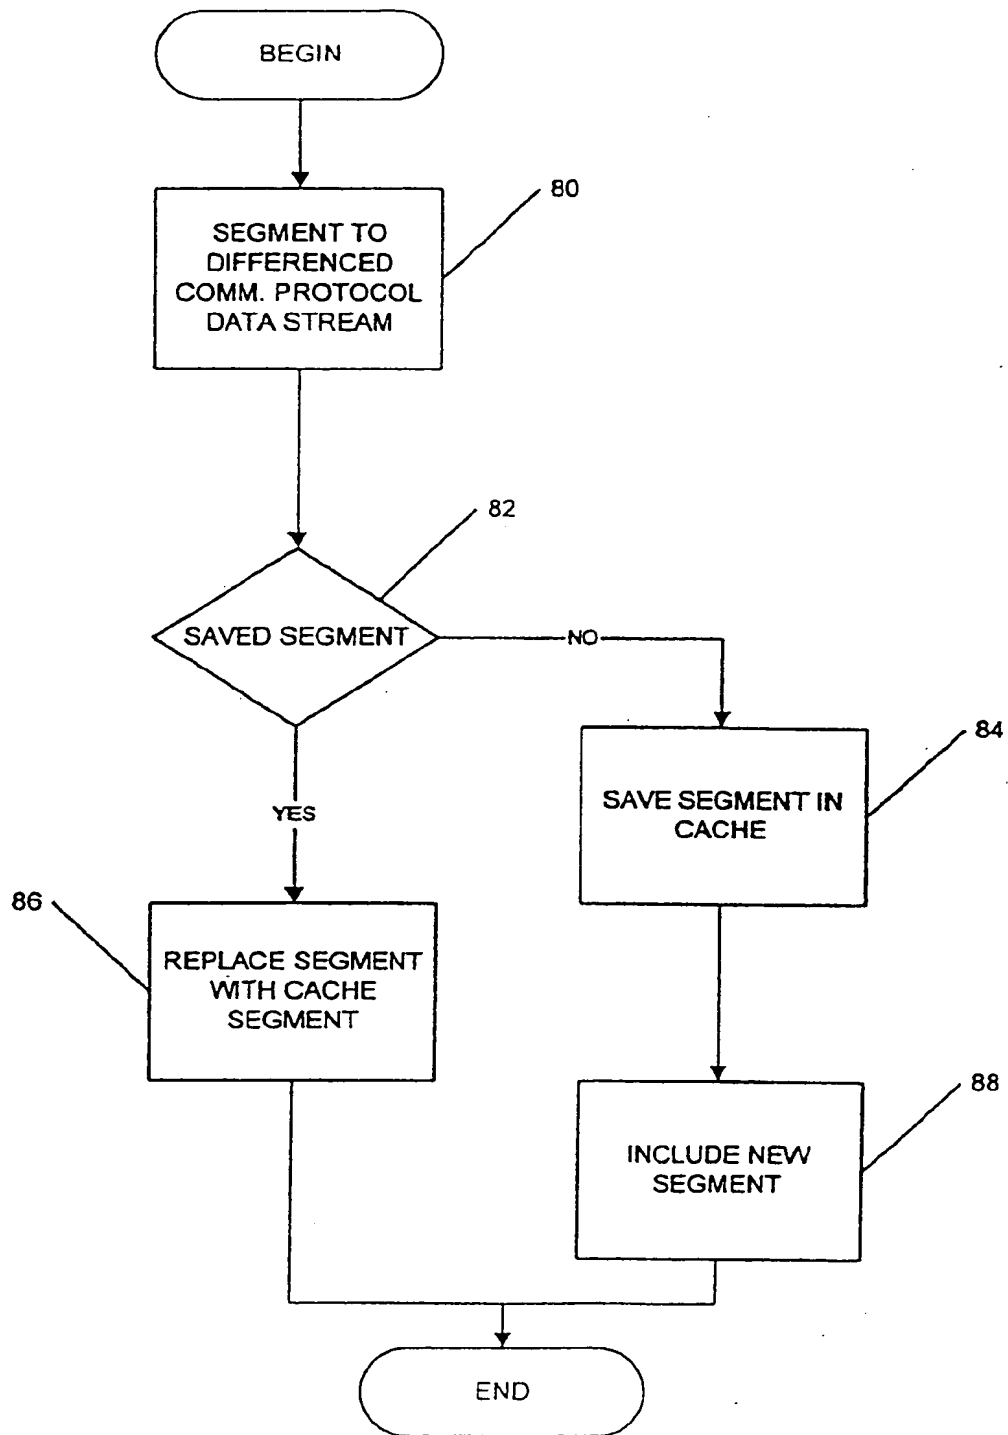 BEGIN
80
SEGMENT TO
DIFFERENCED
COMM. PROTOCOL
DATA STREAM
82
SAVED SEGMENT
NO
84
SAVE SEGMENT IN
CACHE
YES
86
REPLACE SEGMENT
WITH CACHE
SEGMENT
88
INCLUDE NEW
SEGMENT
END